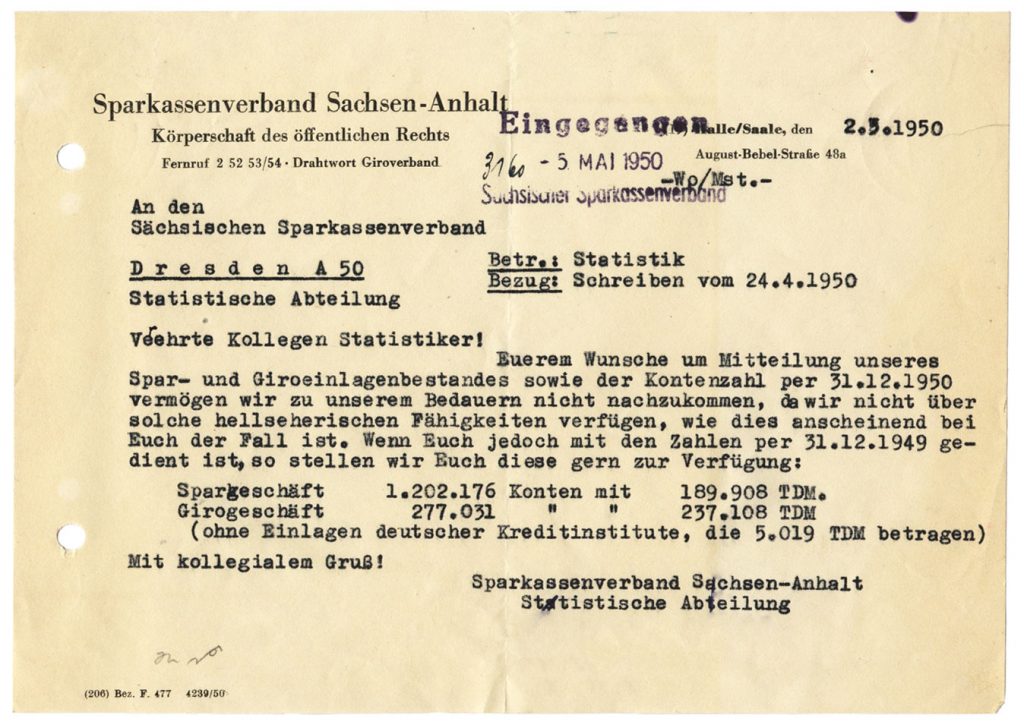 Sparkassenverband Sachsen-Anhalt
Körperschaft des öffentlichen Rechts
Fernruf 2 52 53/54 · Drahtwort Giroverband
Eingegangen
Halle/Saale, den 2.5.1950
August-Bebel-Straße 48a
3160 - 5. MAI 1950
-Wp/Mst.-
Sächsischer Sparkassenverband
An den
Sächsischen Sparkassenverband
Dresden A 50
Statistische Abteilung
Betr.: Statistik
Bezug: Schreiben vom 24.4.1950
Verehrte Kollegen Statistiker!
Euerem Wunsche um Mitteilung unseres
Spar- und Giroeinlagenbestandes sowie der Kontenzahl per 31.12.1950
vermögen wir zu unserem Bedauern nicht nachzukommen, da wir nicht über
solche hellseherischen Fähigkeiten verfügen, wie dies anscheinend bei
Euch der Fall ist. Wenn Euch jedoch mit den Zahlen per 31.12.1949 ge-
dient ist, so stellen wir Euch diese gern zur Verfügung:
Spargeschäft 1.202.176 Konten mit 189.908 TDM.
Girogeschäft 277.031 " " 237.108 TDM
(ohne Einlagen deutscher Kreditinstitute, die 5.019 TDM betragen)
Mit kollegialem Gruß!
Sparkassenverband Sachsen-Anhalt
Statistische Abteilung
(206) Bez. F. 477 4239/50